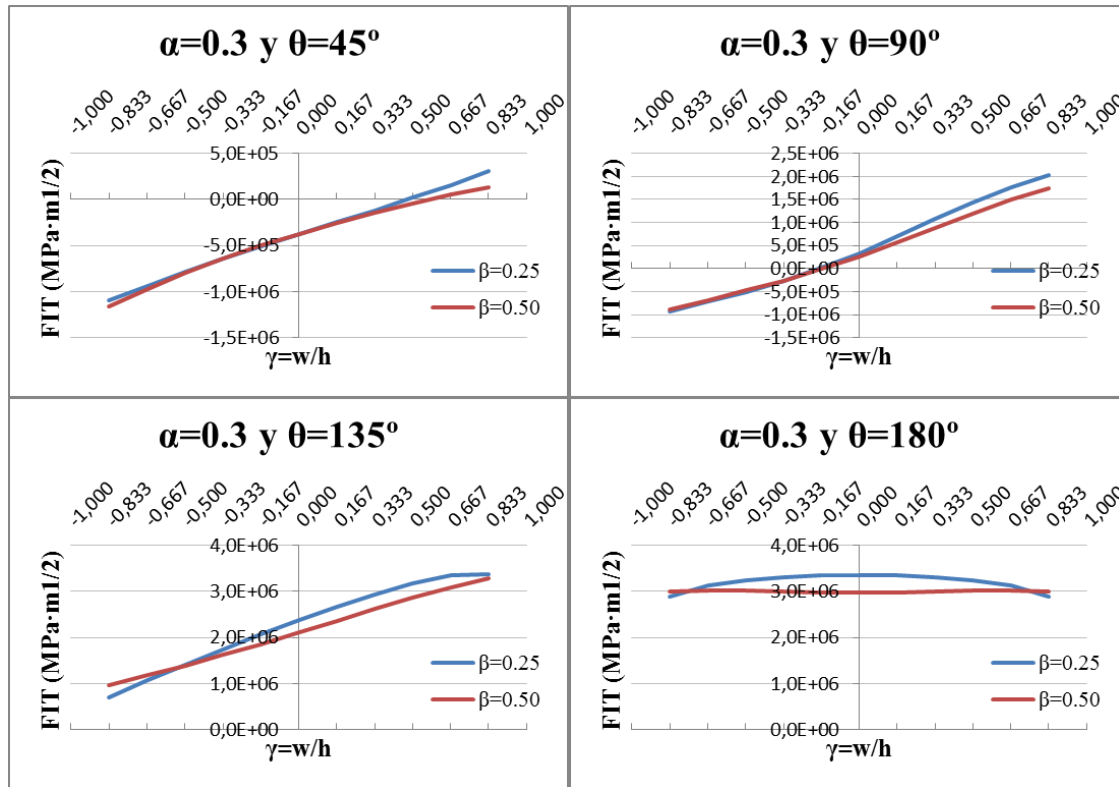 α=0.3 y θ=45º
-1,000 -0,833 -0,667 -0,500 -0,333 -0,167 0,000 0,167 0,333 0,500 0,667 0,833 1,000
5,0E+05
0,0E+00
-5,0E+05
-1,0E+06
-1,5E+06
FIT (MPa·m1/2)
β=0.25
β=0.50
γ=w/h
α=0.3 y θ=90º
-1,000 -0,833 -0,667 -0,500 -0,333 -0,167 0,000 0,167 0,333 0,500 0,667 0,833 1,000
2,5E+06
2,0E+06
1,5E+06
1,0E+06
5,0E+05
0,0E+00
-5,0E+05
-1,0E+06
-1,5E+06
FIT (MPa·m1/2)
β=0.25
β=0.50
γ=w/h
α=0.3 y θ=135º
-1,000 -0,833 -0,667 -0,500 -0,333 -0,167 0,000 0,167 0,333 0,500 0,667 0,833 1,000
4,0E+06
3,0E+06
2,0E+06
1,0E+06
0,0E+00
FIT (MPa·m1/2)
β=0.25
β=0.50
γ=w/h
α=0.3 y θ=180º
-1,000 -0,833 -0,667 -0,500 -0,333 -0,167 0,000 0,167 0,333 0,500 0,667 0,833 1,000
4,0E+06
3,0E+06
2,0E+06
1,0E+06
0,0E+00
FIT (MPa·m1/2)
β=0.25
β=0.50
γ=w/h